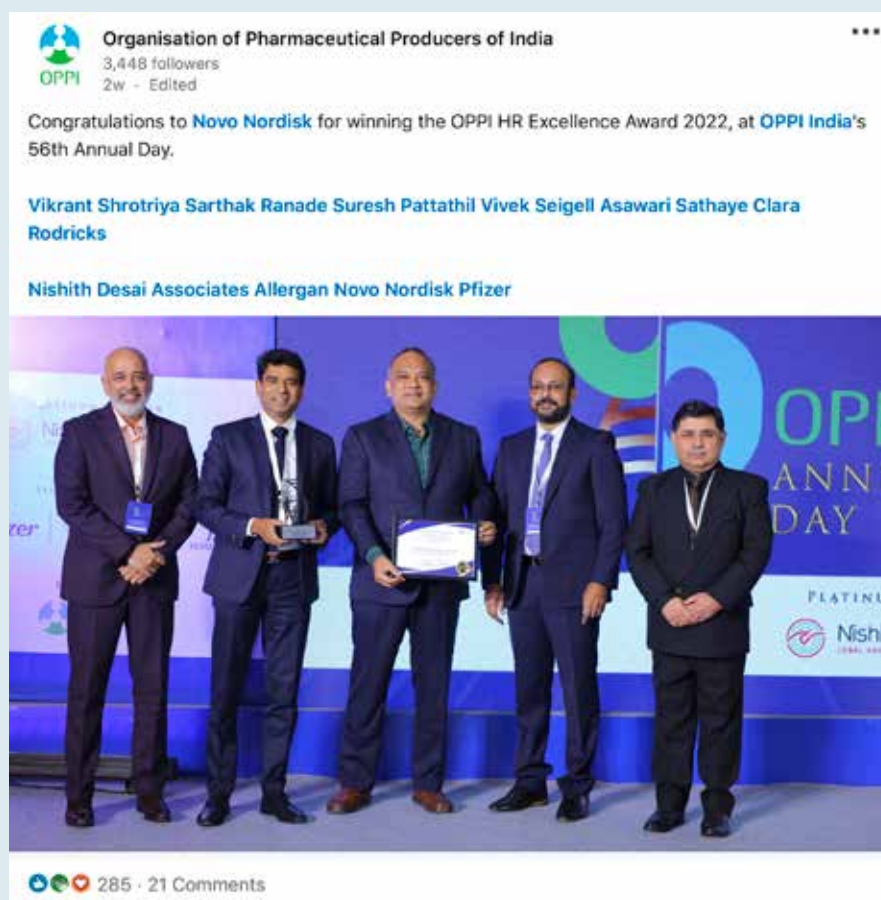 Organisation of Pharmaceutical Producers of India
3,448 followers
2w - Edited
OPPI
Congratulations to Novo Nordisk for winning the OPPI HR Excellence Award 2022, at OPPI India's
56th Annual Day.
Vikrant Shrotriya Sarthak Ranade Suresh Pattathil Vivek Seigell Asawari Sathaye Clara
Rodricks
Nishith Desai Associates Allergan Novo Nordisk Pfizer
OPP
ANN
DAY
PLATINU
Nishi
zer
285 · 21 Comments